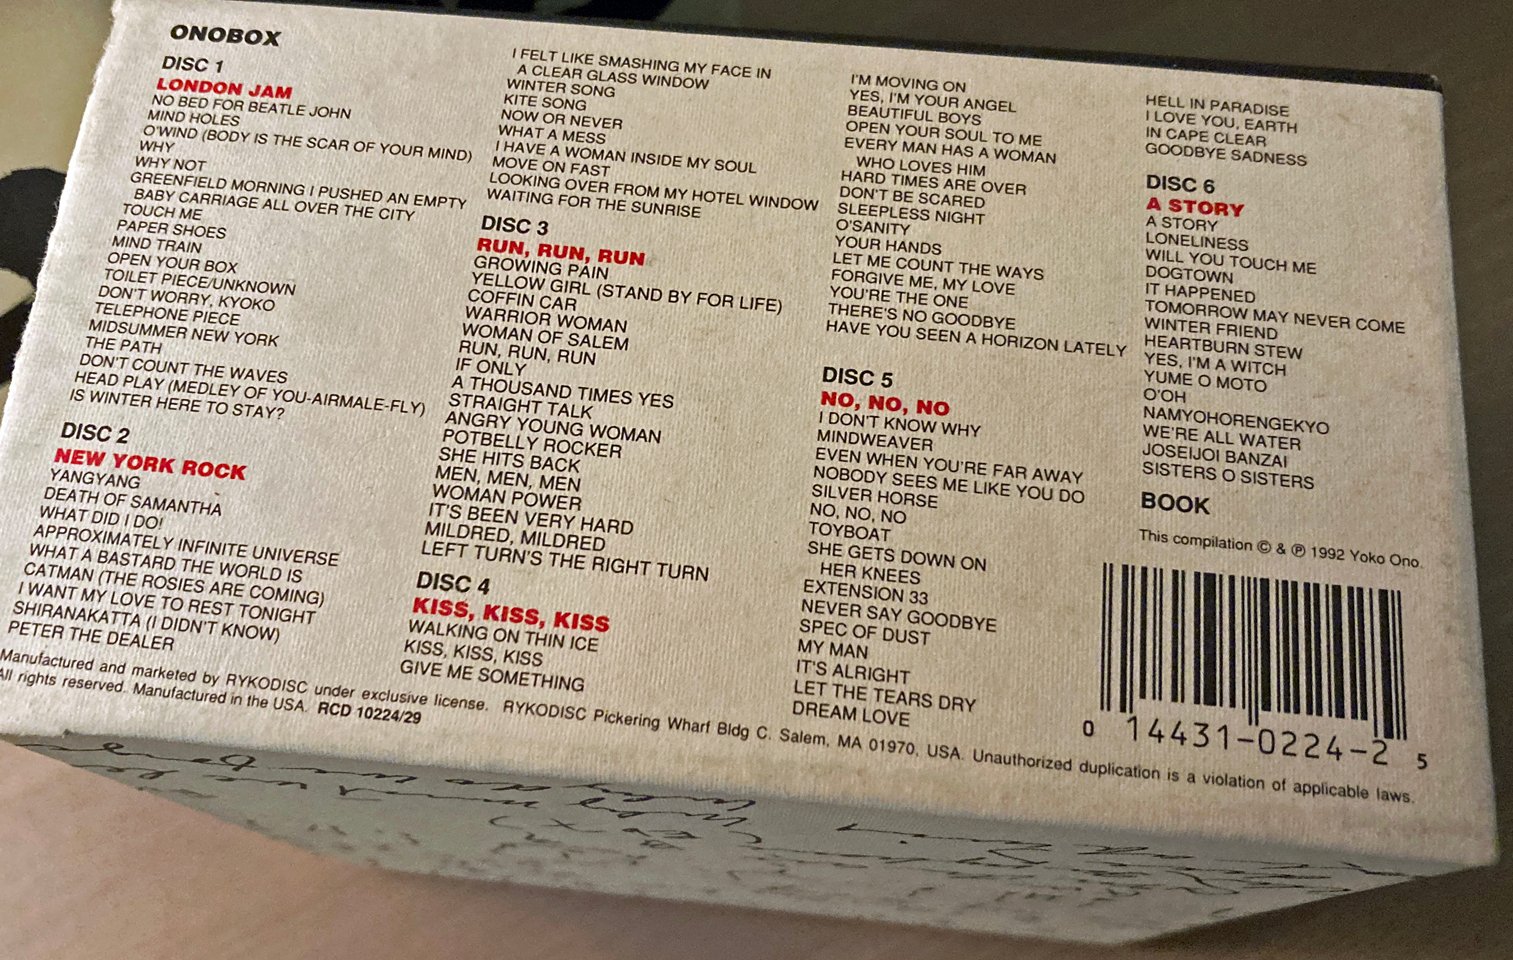 ONOBOX
DISC 1
LONDON JAM
NO BED FOR BEATLE JOHN
MIND HOLES
O'WIND (BODY IS THE SCAR OF YOUR MIND)
WHY
WHY NOT
GREENFIELD MORNING I PUSHED AN EMPTY
BABY CARRIAGE ALL OVER THE CITY
TOUCH ME
PAPER SHOES
MIND TRAIN
OPEN YOUR BOX
TOILET PIECE/UNKNOWN
DON'T WORRY, KYOKO
TELEPHONE PIECE
MIDSUMMER NEW YORK
THE PATH
DON'T COUNT THE WAVES
HEAD PLAY (MEDLEY OF YOU-AIRMALE-FLY)
IS WINTER HERE TO STAY?
DISC 2
NEW YORK ROCK
YANGYANG
DEATH OF SAMANTHA
WHAT DID I DO!
APPROXIMATELY INFINITE UNIVERSE
WHAT A BASTARD THE WORLD IS
CATMAN (THE ROSIES ARE COMING)
I WANT MY LOVE TO REST TONIGHT
SHIRANAKATTA (I DIDN'T KNOW)
PETER THE DEALER
I FELT LIKE SMASHING MY FACE IN
A CLEAR GLASS WINDOW
WINTER SONG
KITE SONG
NOW OR NEVER
WHAT A MESS
I HAVE A WOMAN INSIDE MY SOUL
MOVE ON FAST
LOOKING OVER FROM MY HOTEL WINDOW
WAITING FOR THE SUNRISE
DISC 3
RUN, RUN, RUN
GROWING PAIN
YELLOW GIRL (STAND BY FOR LIFE)
COFFIN CAR
WARRIOR WOMAN
WOMAN OF SALEM
RUN, RUN, RUN
IF ONLY
A THOUSAND TIMES YES
STRAIGHT TALK
ANGRY YOUNG WOMAN
POTBELLY ROCKER
SHE HITS BACK
MEN, MEN, MEN
WOMAN POWER
IT'S BEEN VERY HARD
MILDRED, MILDRED
LEFT TURN'S THE RIGHT TURN
DISC 4
KISS, KISS, KISS
WALKING ON THIN ICE
KISS, KISS, KISS
GIVE ME SOMETHING
I'M MOVING ON
YES, I'M YOUR ANGEL
BEAUTIFUL BOYS
OPEN YOUR SOUL TO ME
EVERY MAN HAS A WOMAN
WHO LOVES HIM
HARD TIMES ARE OVER
DON'T BE SCARED
SLEEPLESS NIGHT
O'SANITY
YOUR HANDS
LET ME COUNT THE WAYS
FORGIVE ME, MY LOVE
YOU'RE THE ONE
THERE'S NO GOODBYE
HAVE YOU SEEN A HORIZON LATELY
DISC 5
NO, NO, NO
I DON'T KNOW WHY
MINDWEAVER
EVEN WHEN YOU'RE FAR AWAY
NOBODY SEES ME LIKE YOU DO
SILVER HORSE
NO, NO, NO
TOYBOAT
SHE GETS DOWN ON
HER KNEES
EXTENSION 33
NEVER SAY GOODBYE
SPEC OF DUST
MY MAN
IT'S ALRIGHT
LET THE TEARS DRY
DREAM LOVE
HELL IN PARADISE
I LOVE YOU, EARTH
IN CAPE CLEAR
GOODBYE SADNESS
DISC 6
A STORY
A STORY
LONELINESS
WILL YOU TOUCH ME
DOGTOWN
IT HAPPENED
TOMORROW MAY NEVER COME
WINTER FRIEND
HEARTBURN STEW
YES, I'M A WITCH
YUME O MOTO
O'OH
NAMYOHORENGEKYO
WE'RE ALL WATER
JOSEIJOI BANZAI
SISTERS O SISTERS
BOOK
This compilation © & ℗ 1992 Yoko Ono.
0 14431-0224-2 5
Manufactured and marketed by RYKODISC under exclusive license. RYKODISC Pickering Wharf Bldg C. Salem, MA 01970, USA. Unauthorized duplication is a violation of applicable laws.
All rights reserved. Manufactured in the USA. RCD 10224/29